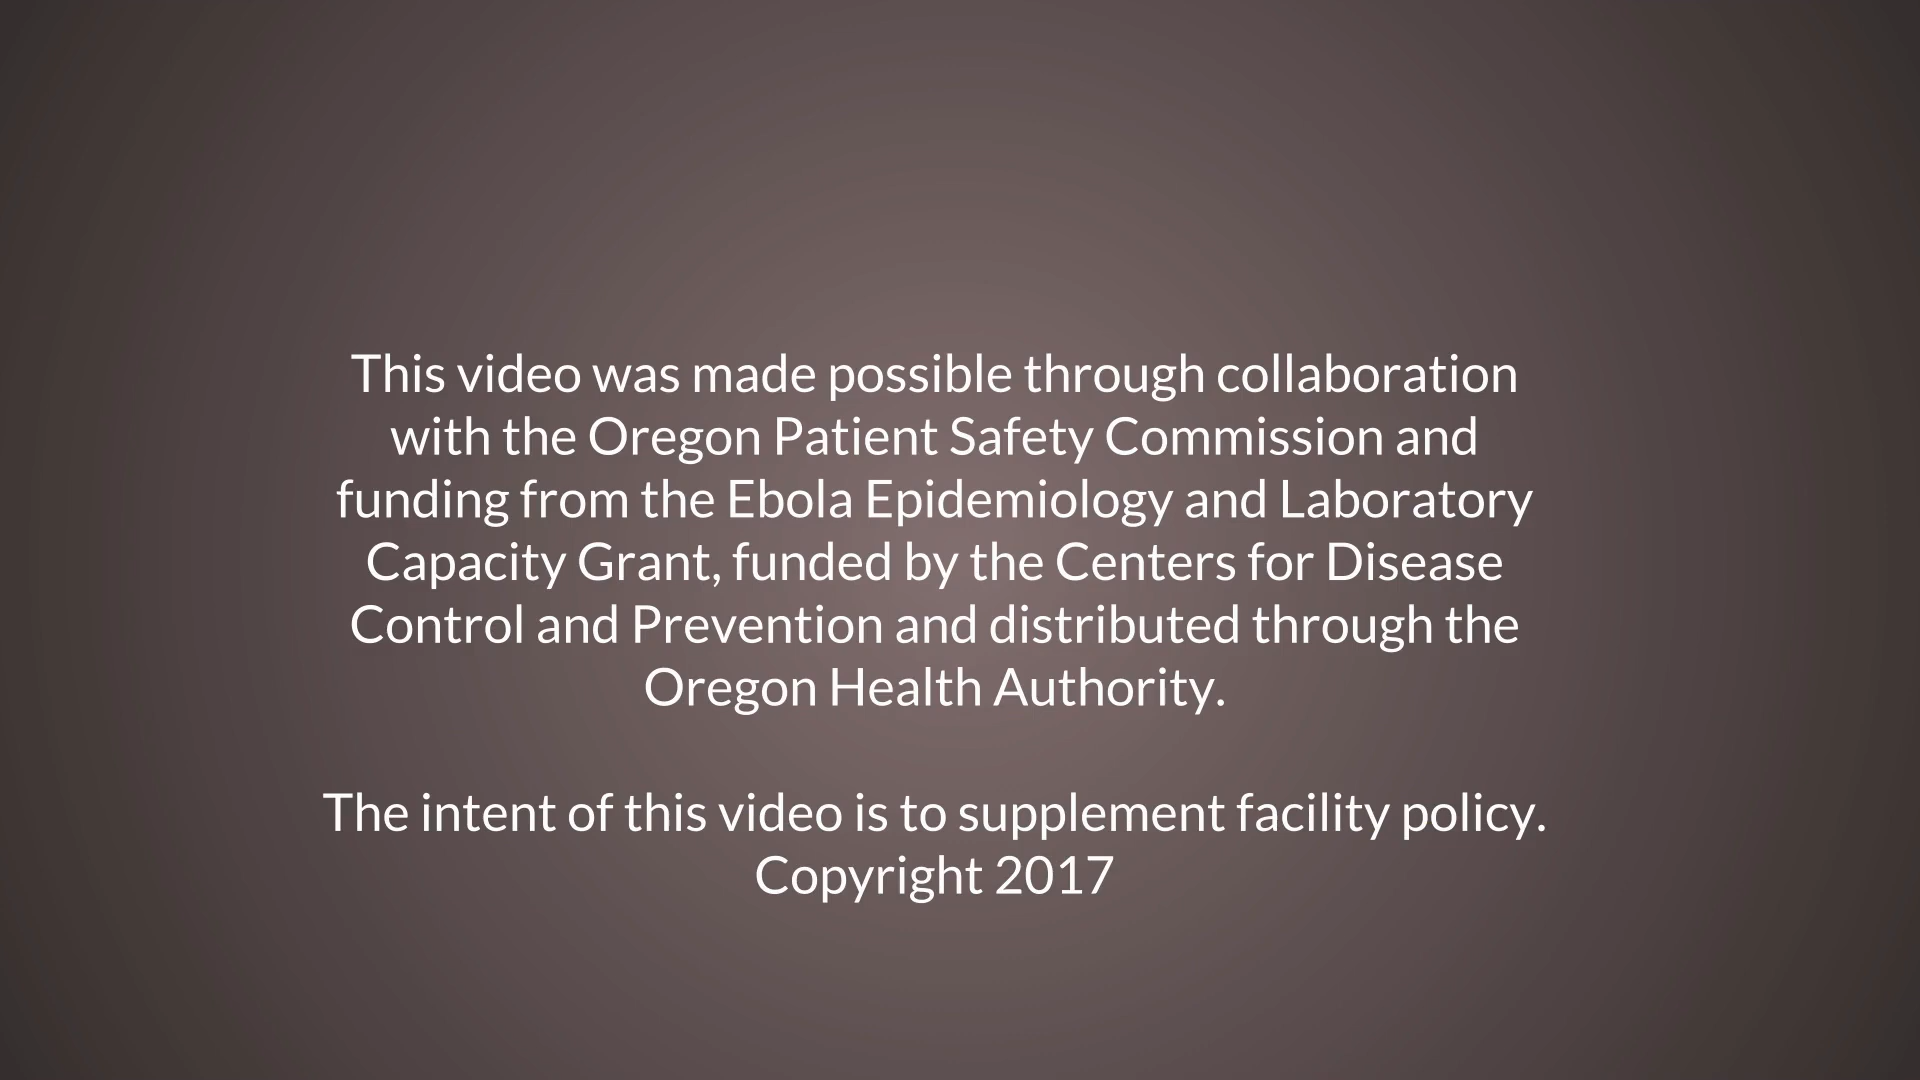 This video was made possible through collaboration
with the Oregon Patient Safety Commission and
funding from the Ebola Epidemiology and Laboratory
Capacity Grant, funded by the Centers for Disease
Control and Prevention and distributed through the
Oregon Health Authority.
The intent of this video is to supplement facility policy.
Copyright 2017